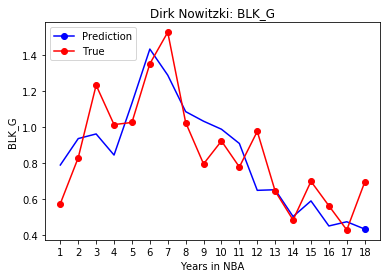 Dirk Nowitzki: BLK_G
Prediction
True
BLK_G
1.4
1.2
1.0
0.8
0.6
0.4
1 2 3 4 5 6 7 8 9 10 11 12 13 14 15 16 17 18
Years in NBA